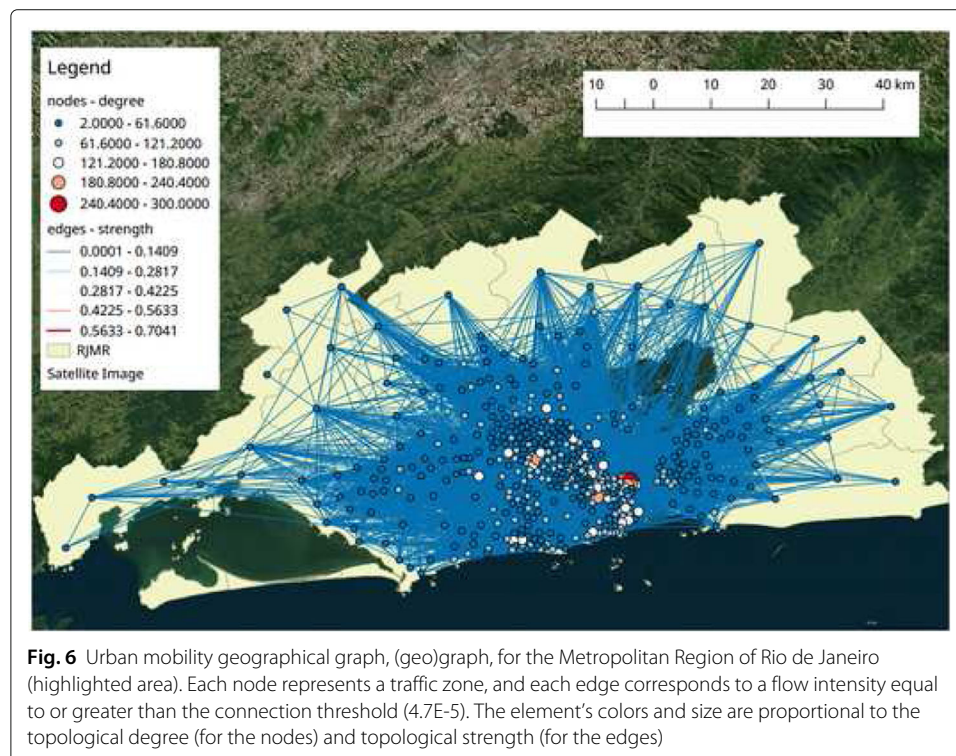 Legend
nodes - degree
2.0000 - 61.6000
61.6000 - 121.2000
121.2000 - 180.8000
180.8000 - 240.4000
240.4000 - 300.0000
edges - strength
0.0001 - 0.1409
0.1409 - 0.2817
0.2817 - 0.4225
0.4225 - 0.5633
0.5633 - 0.7041
RJMR
Satellite Image
10 0 10 20 30 40 km
Fig. 6 Urban mobility geographical graph, (geo)graph, for the Metropolitan Region of Rio de Janeiro
(highlighted area). Each node represents a traffic zone, and each edge corresponds to a flow intensity equal
to or greater than the connection threshold (4.7E-5). The element's colors and size are proportional to the
topological degree (for the nodes) and topological strength (for the edges)